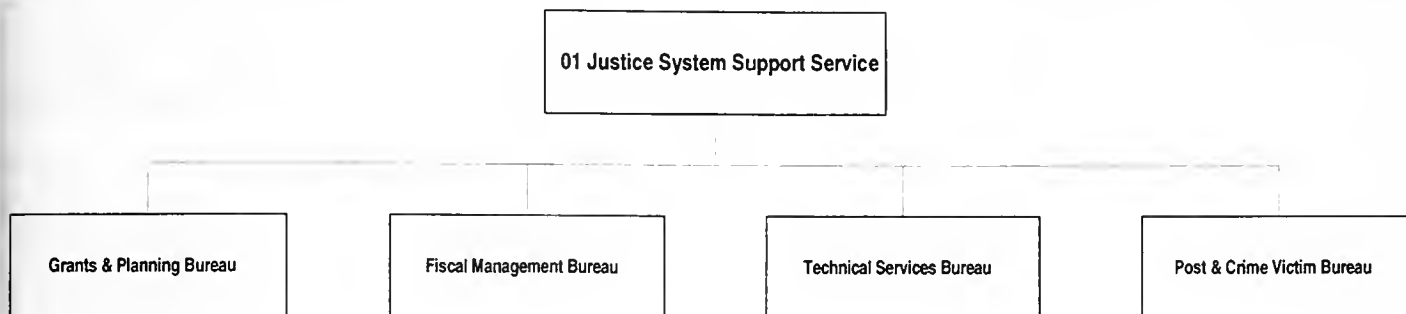 01 Justice System Support Service
Grants & Planning Bureau
Fiscal Management Bureau
Technical Services Bureau
Post & Crime Victim Bureau